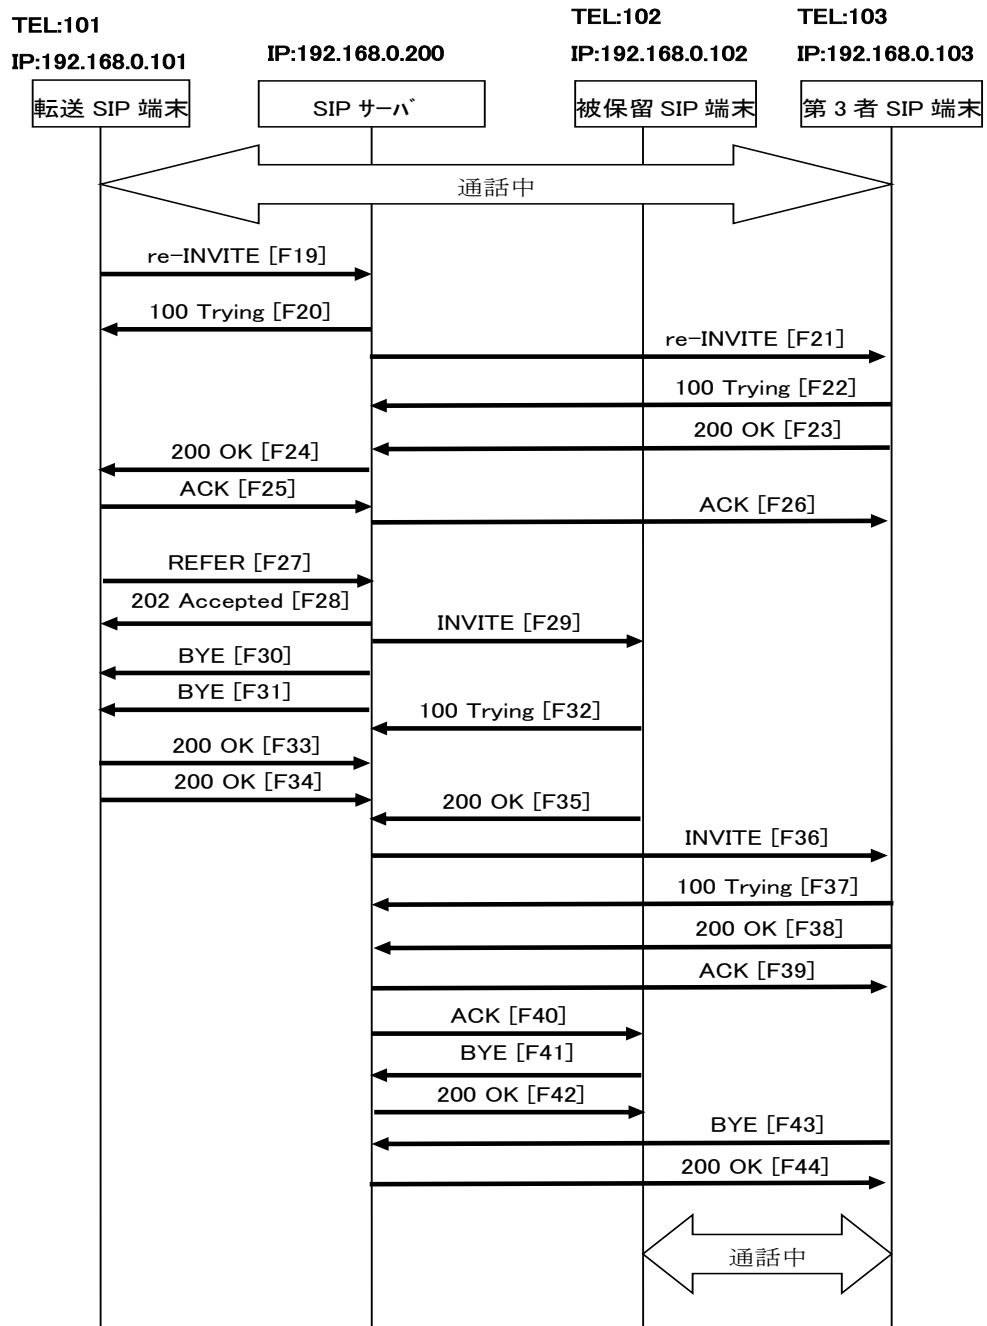 TEL:101
IP:192.168.0.101
IP:192.168.0.200
TEL:102
IP:192.168.0.102
TEL:103
IP:192.168.0.103
転送 SIP 端末
SIP サーバ
被保留 SIP 端末
第 3 者 SIP 端末
通話中
re-INVITE [F19]
100 Trying [F20]
re-INVITE [F21]
100 Trying [F22]
200 OK [F23]
200 OK [F24]
ACK [F25]
ACK [F26]
REFER [F27]
202 Accepted [F28]
INVITE [F29]
BYE [F30]
BYE [F31]
100 Trying [F32]
200 OK [F33]
200 OK [F34]
200 OK [F35]
INVITE [F36]
100 Trying [F37]
200 OK [F38]
ACK [F39]
ACK [F40]
BYE [F41]
200 OK [F42]
BYE [F43]
200 OK [F44]
通話中